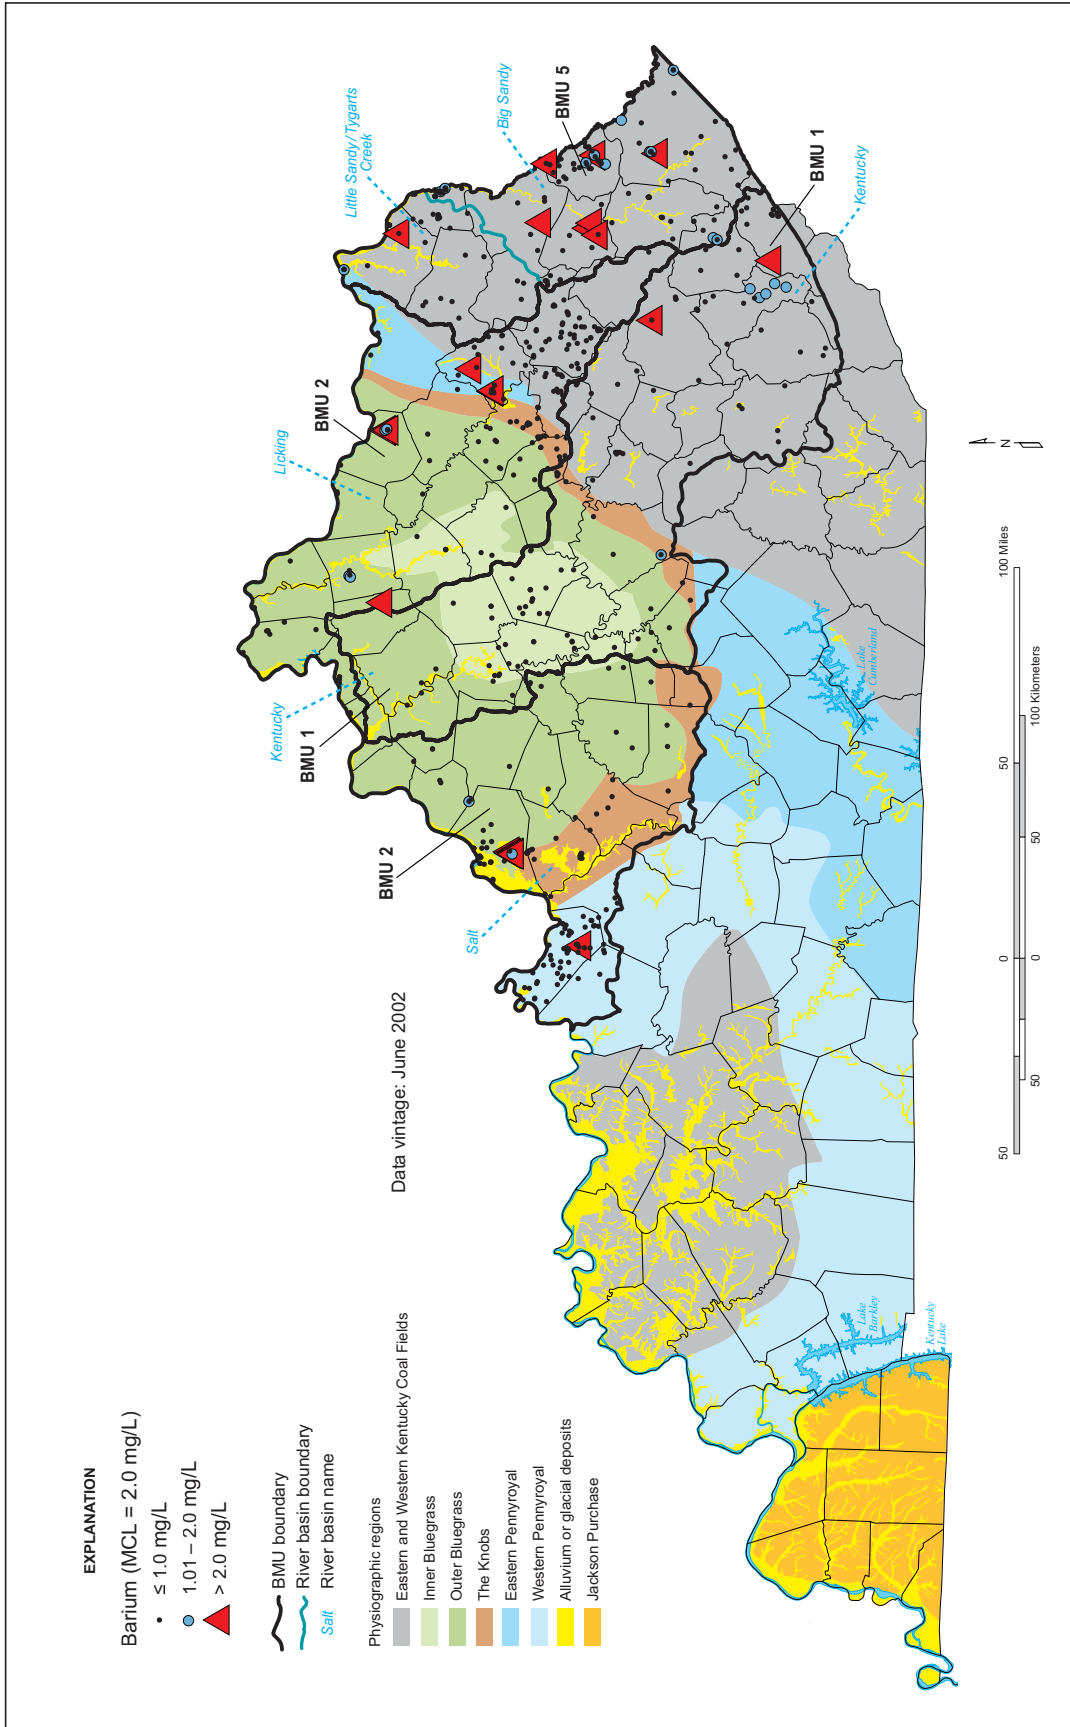 EXPLANATION
Barium (MCL = 2.0 mg/L)
≤ 1.0 mg/L
1.01 – 2.0 mg/L
> 2.0 mg/L
BMU boundary
River basin boundary
Salt River basin name
Physiographic regions
Eastern and Western Kentucky Coal Fields
Inner Bluegrass
Outer Bluegrass
The Knobs
Eastern Pennyroyal
Western Pennyroyal
Alluvium or glacial deposits
Jackson Purchase
Data vintage: June 2002
Salt
BMU 2
BMU 1
Kentucky
Licking
BMU 2
Little Sandy/Tygarts
Creek
Big Sandy
BMU 5
BMU 1
Kentucky
Lake
Cumberland
Lake
Barkley
Kentucky
Lake
N
50 0 50 100 Miles
50 0 50 100 Kilometers